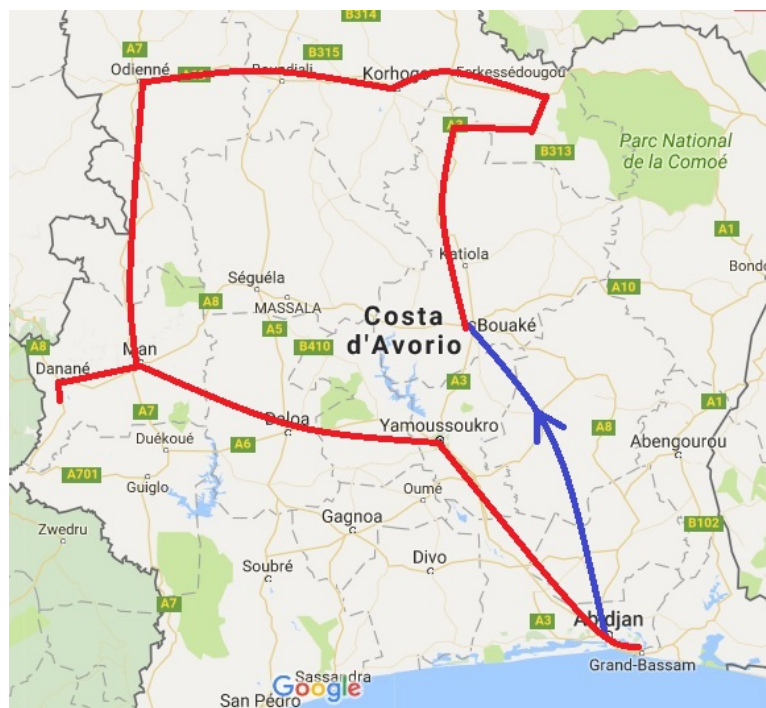 B314
A7
B315
Odienné
Korhogo
Ferkessédougou
A3
B313
Parc National
de la Comoé
A1
Katiola
Bondo
Séguéla
A8
MASSALA
A10
Costa
d'Avorio
Bouaké
A5
B410
A8
Man
Danané
A3
A1
A7
Daloa
Yamoussoukro
A8
Duékoué
A6
Abengourou
A701
Guiglo
Oumé
Zwedru
Gagnoa
B102
Divo
Soubré
A7
A3
Abidjan
Grand-Bassam
Sassandra
Google
San Pédro